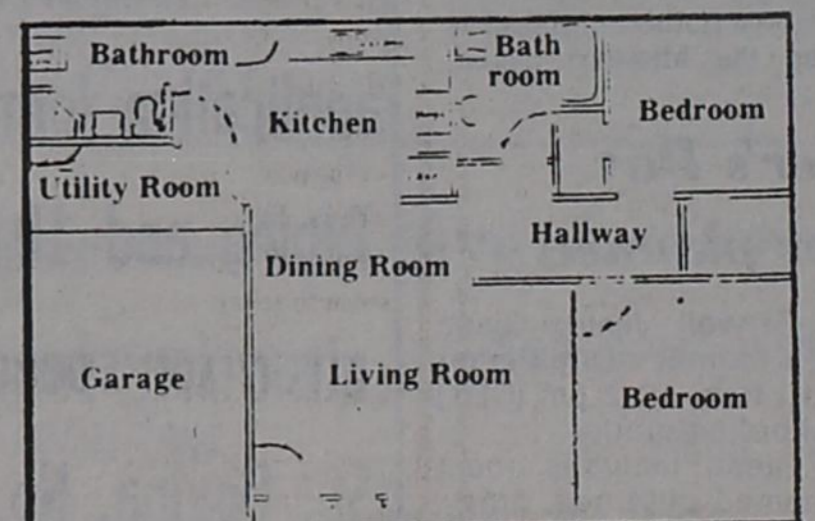 Bathroom
Bath
room
Kitchen
Bedroom
Utility Room
Hallway
Dining Room
Garage
Living Room
Bedroom